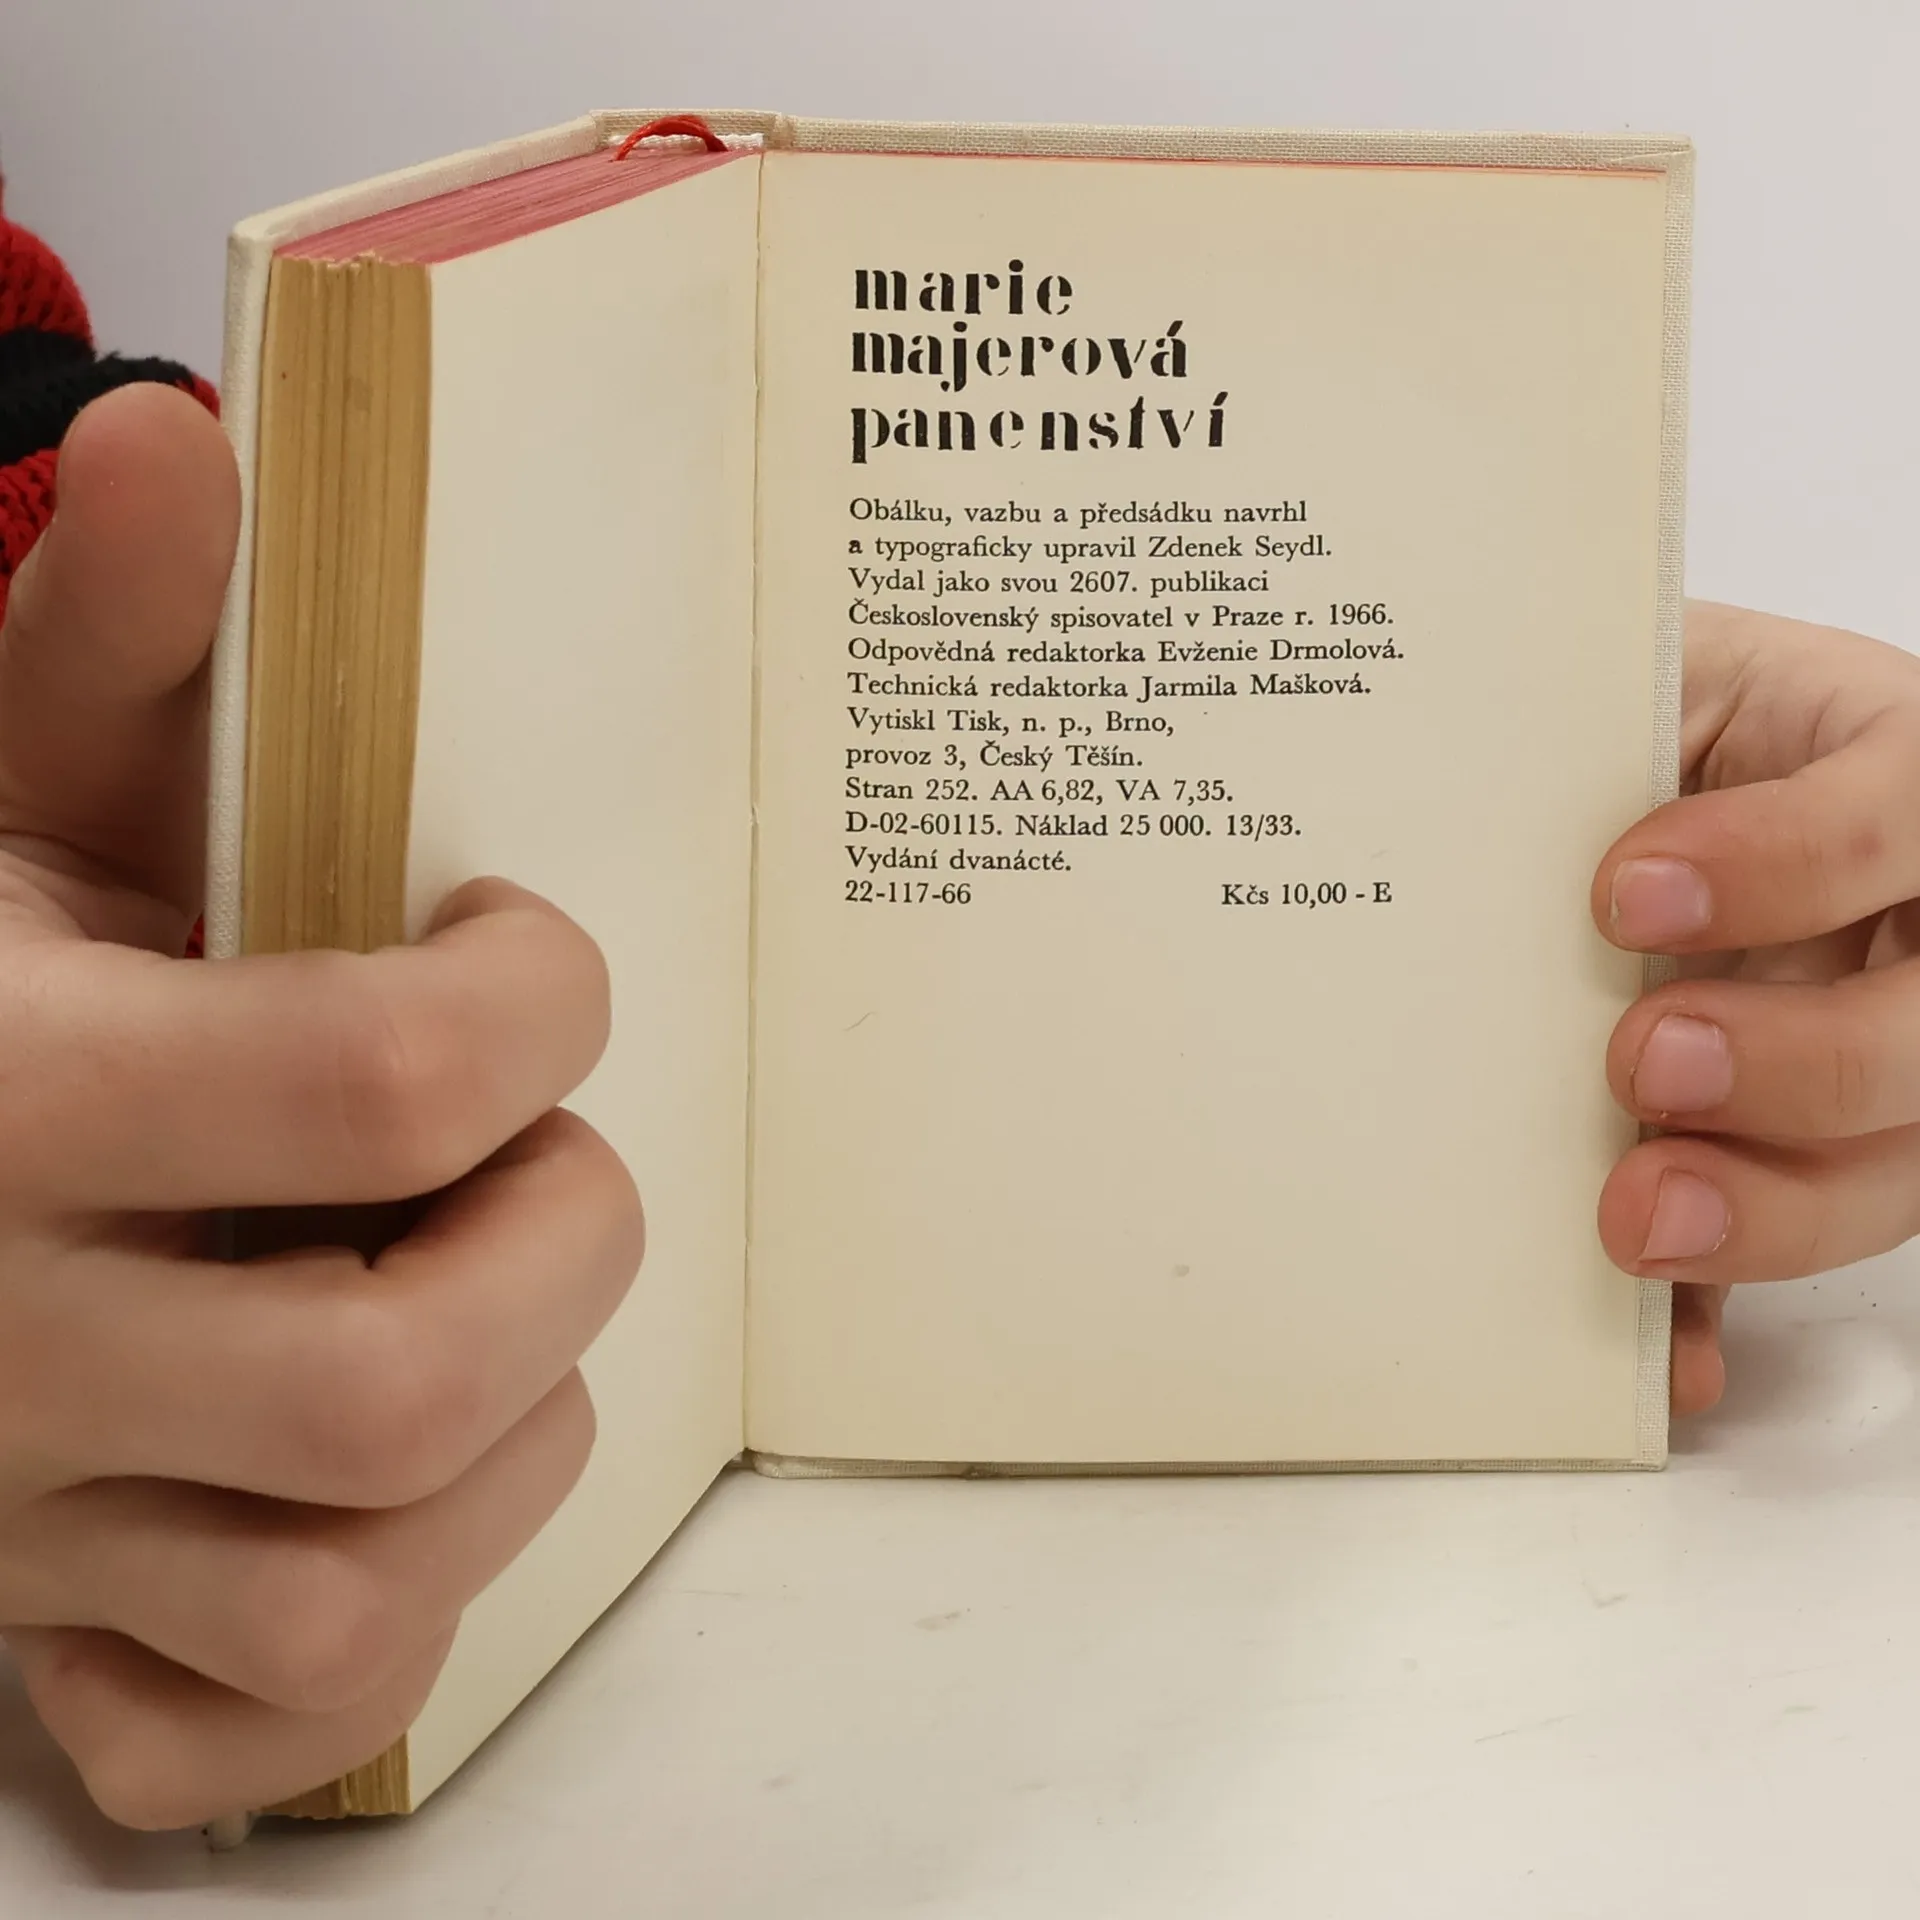 marie
majerová
panenství
Obálku, vazbu a předsádku navrhl
a typograficky upravil Zdenek Seydl.
Vydal jako svou 2607. publikaci
Československý spisovatel v Praze r. 1966.
Odpovědná redaktorka Evženie Drmolová.
Technická redaktorka Jarmila Mašková.
Vytiskl Tisk, n. p., Brno,
provoz 3, Český Těšín.
Stran 252. AA 6,82, VA 7,35.
D-02-60115. Náklad 25 000. 13/33.
Vydání dvanácté.
22-117-66 Kčs 10,00 - E